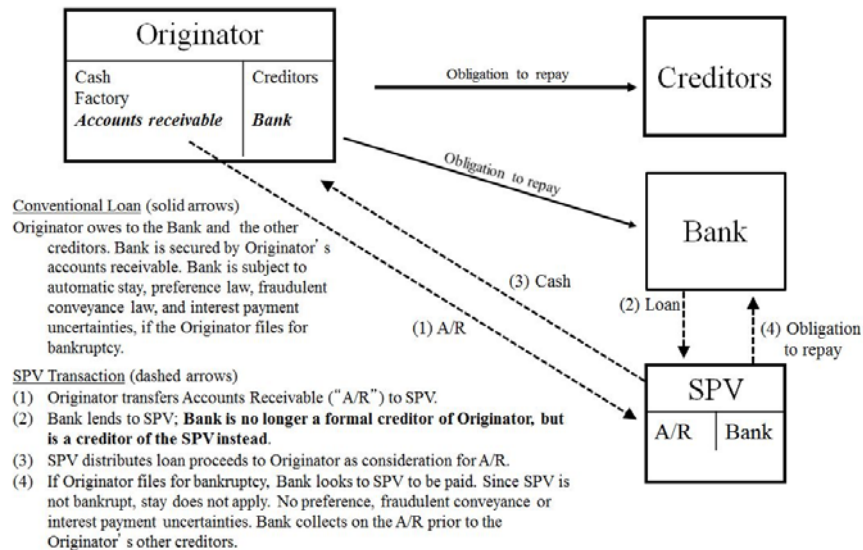 Originator
Cash
Factory
Accounts receivable
Creditors
Bank
Obligation to repay
Creditors
Obligation to repay
Bank
Conventional Loan (solid arrows)
Originator owes to the Bank and the other
creditors. Bank is secured by Originator's
accounts receivable. Bank is subject to
automatic stay, preference law, fraudulent
conveyance law, and interest payment
uncertainties, if the Originator files for
bankruptcy.
(3) Cash
(1) A/R
(2) Loan
(4) Obligation
to repay
SPV
A/R
Bank
SPV Transaction (dashed arrows)
(1) Originator transfers Accounts Receivable ("A/R") to SPV.
(2) Bank lends to SPV; Bank is no longer a formal creditor of Originator, but
is a creditor of the SPV instead.
(3) SPV distributes loan proceeds to Originator as consideration for A/R.
(4) If Originator files for bankruptcy, Bank looks to SPV to be paid. Since SPV is
not bankrupt, stay does not apply. No preference, fraudulent conveyance or
interest payment uncertainties. Bank collects on the A/R prior to the
Originator's other creditors.